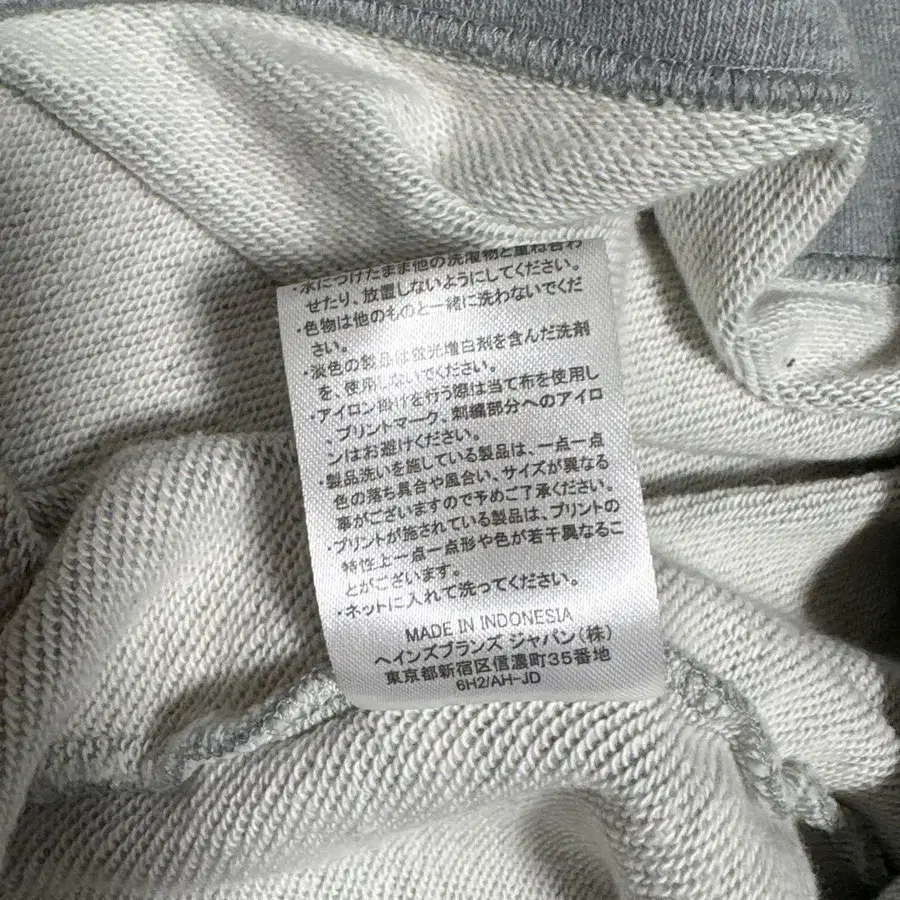 水につけたまま他の洗濯物と重ね合わ
せたり、放置しないようにしてください。
・色物は他のものと一緒に洗わないでくだ
さい。
・淡色の製品は蛍光増白剤を含んだ洗剤
を、使用しないでください。
・アイロン掛けを行う際は当て布を使用し
、プリントマーク、刺繍部分へのアイロ
ンはお避けください。
・製品洗いを施している製品は、一点一点
色の落ち具合や風合い、サイズが異なる
事がございますので予めご了承ください。
・プリントが施されている製品は、プリントの
特性上一点一点形や色が若干異なるこ
とがございます。
・ネットに入れて洗ってください。
MADE IN INDONESIA
ヘインズブランズ ジャパン(株)
東京都新宿区信濃町35番地
6H2/AH-JD